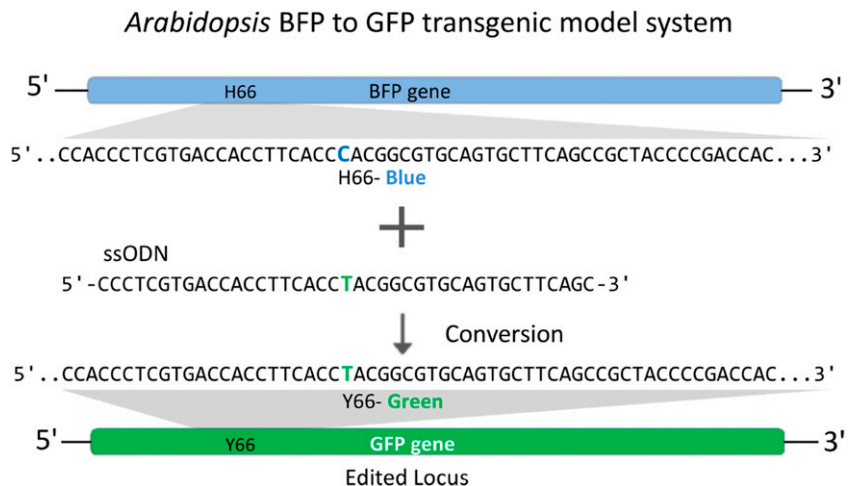 Arabidopsis BFP to GFP transgenic model system
5' H66 BFP gene 3'
5'..CCACCCTCGTGACCACCTTCACCCACGGCGTGCAGTGCTTCAGCCGCTACCCCGACCAC...3'
H66- Blue
+
ssODN
5'-CCCTCGTGACCACCTTCACCTACGGCGTGCAGTGCTTCAGC-3'
Conversion
5'..CCACCCTCGTGACCACCTTCACCTACGGCGTGCAGTGCTTCAGCCGCTACCCCGACCAC...3'
Y66- Green
5' Y66 GFP gene 3'
Edited Locus